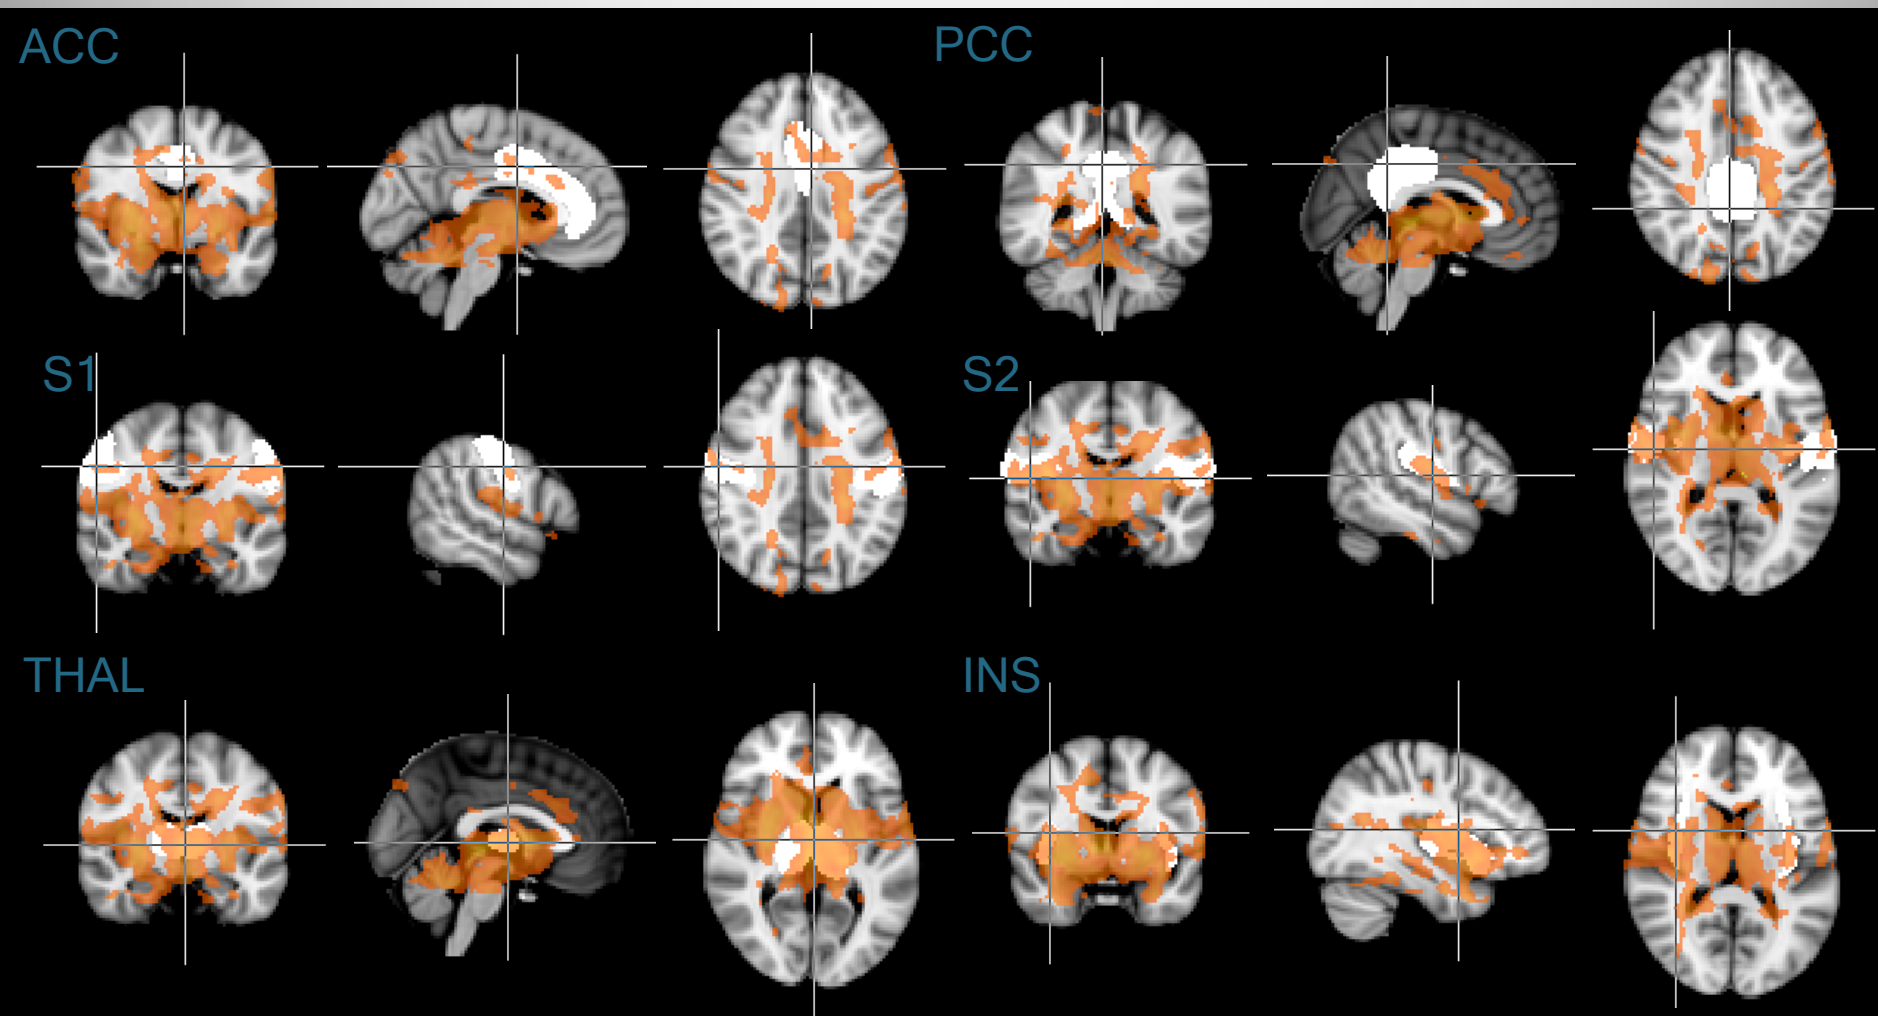 ACC
PCC
S1
S2
THAL
INS